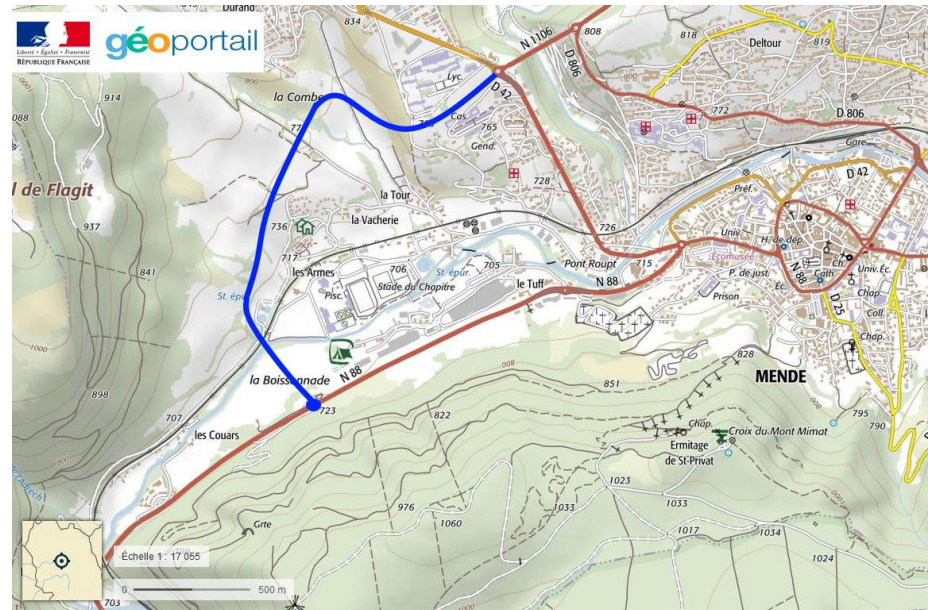 Liberté • Égalité • Fraternité
RÉPUBLIQUE FRANÇAISE
géoportail
Durand
834
N 1106
808
818
Deltour
819
D 806
Lyc.
D 42
la Combe
914
1088
Cas.
765
Gend.
772
D 806
Gare
D 42
728
Préf.
l de Flagit
937
la Tour
la Vacherie
736
717
les Armes
841
706
St. épur.
705
Stade du Chapitre
Pisc.
St. épur.
726
Pont Roupt
715
N 88
le Tuff
Univ.
Écomusée
H. de dép.
P. de just.
Éc.
Cath.
N 88
Univ.Éc.
Chap.
Coll.
D 25
Prison
Chap.
1000
898
la Boissonnade
N 88
723
800
851
828
MENDE
707
les Couars
822
800
795
790
Chap.
Croix du Mont Mimat
Ermitage
de St-Privat
976
1060
1023
1033
1033
1017
1034
1024
1000
Grte
Échelle 1 : 17 055
0
500 m
703